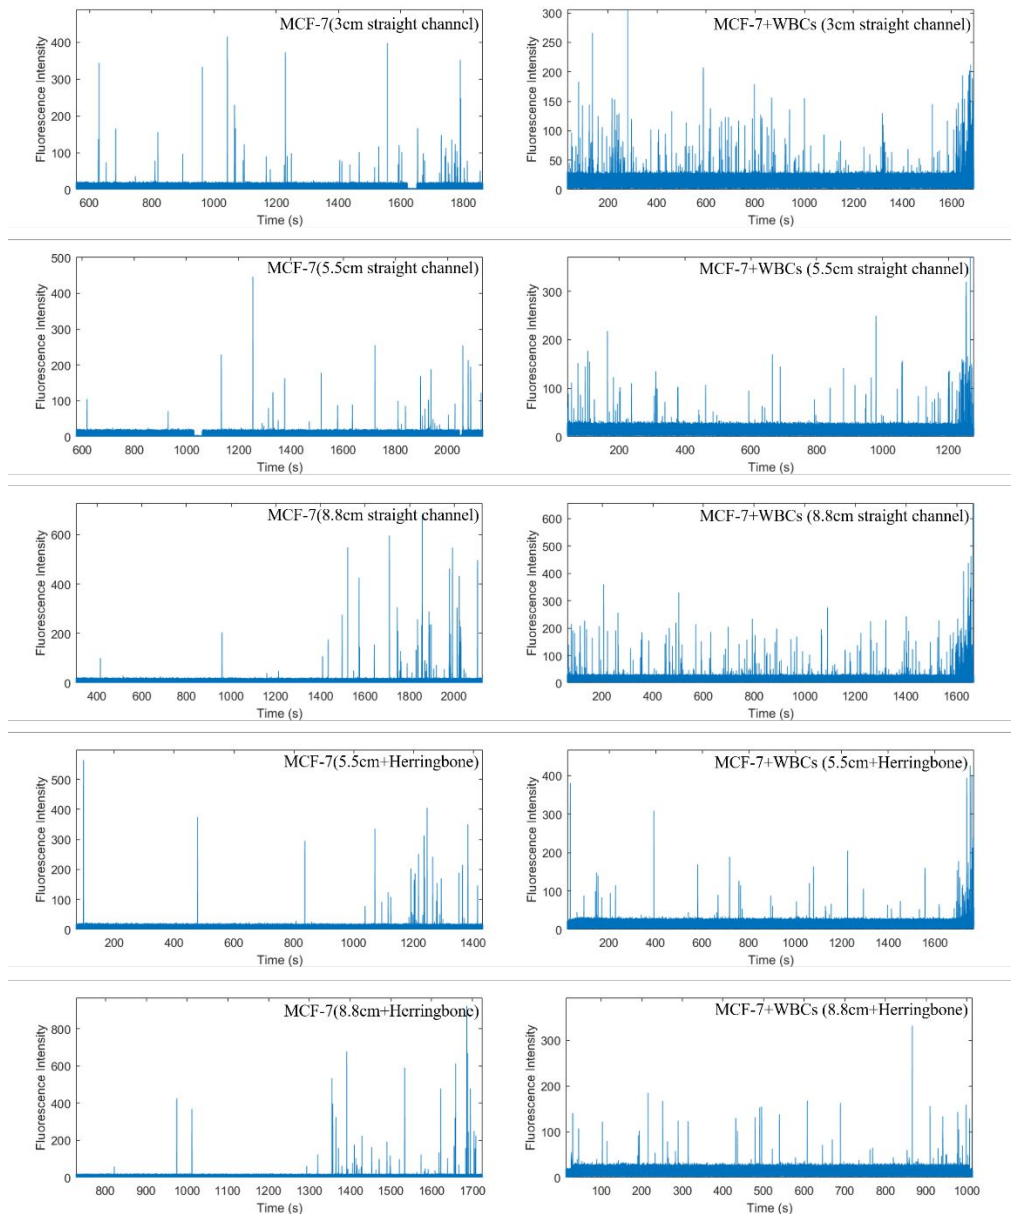 MCF-7(3cm straight channel)
Fluorescence Intensity
400
300
200
100
0
600 800 1000 1200 1400 1600 1800
Time (s)
MCF-7+WBCs (3cm straight channel)
Fluorescence Intensity
300
250
200
150
100
50
0
200 400 600 800 1000 1200 1400 1600
Time (s)
MCF-7(5.5cm straight channel)
Fluorescence Intensity
500
400
300
200
100
0
600 800 1000 1200 1400 1600 1800 2000
Time (s)
MCF-7+WBCs (5.5cm straight channel)
Fluorescence Intensity
300
200
100
0
200 400 600 800 1000 1200
Time (s)
MCF-7(8.8cm straight channel)
Fluorescence Intensity
600
400
200
0
400 600 800 1000 1200 1400 1600 1800 2000
Time (s)
MCF-7+WBCs (8.8cm straight channel)
Fluorescence Intensity
600
500
400
300
200
100
0
200 400 600 800 1000 1200 1400 1600
Time (s)
MCF-7(5.5cm+Herringbone)
Fluorescence Intensity
500
400
300
200
100
0
200 400 600 800 1000 1200 1400
Time (s)
MCF-7+WBCs (5.5cm+Herringbone)
Fluorescence Intensity
400
300
200
100
0
200 400 600 800 1000 1200 1400 1600
Time (s)
MCF-7(8.8cm+Herringbone)
Fluorescence Intensity
800
600
400
200
0
800 900 1000 1100 1200 1300 1400 1500 1600 1700
Time (s)
MCF-7+WBCs (8.8cm+Herringbone)
Fluorescence Intensity
300
200
100
0
100 200 300 400 500 600 700 800 900 1000
Time (s)